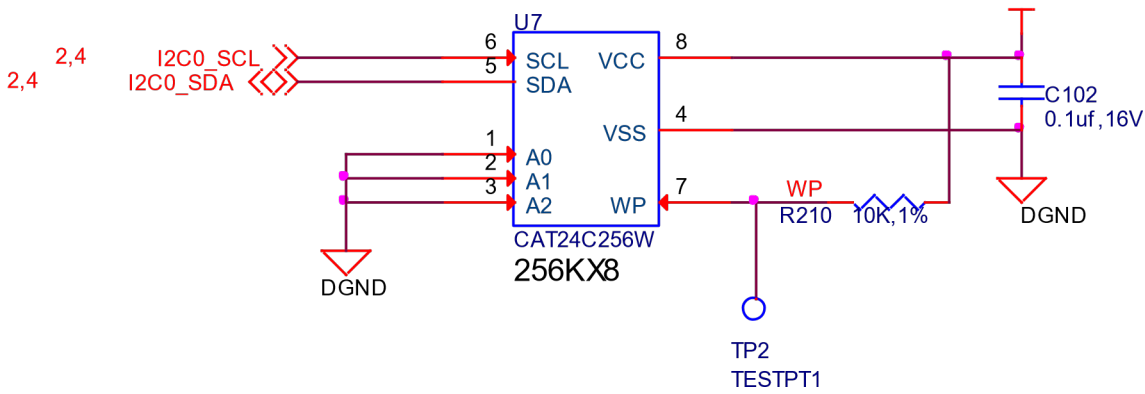 U7
2,4 I2C0_SCL 6 SCL VCC 8
2,4 I2C0_SDA 5 SDA
C102
0.1uf,16V
VSS 4
1 A0
2 A1
3 A2 WP 7 WP
R210 10K,1%
DGND
CAT24C256W
256KX8
DGND
TP2
TESTPT1